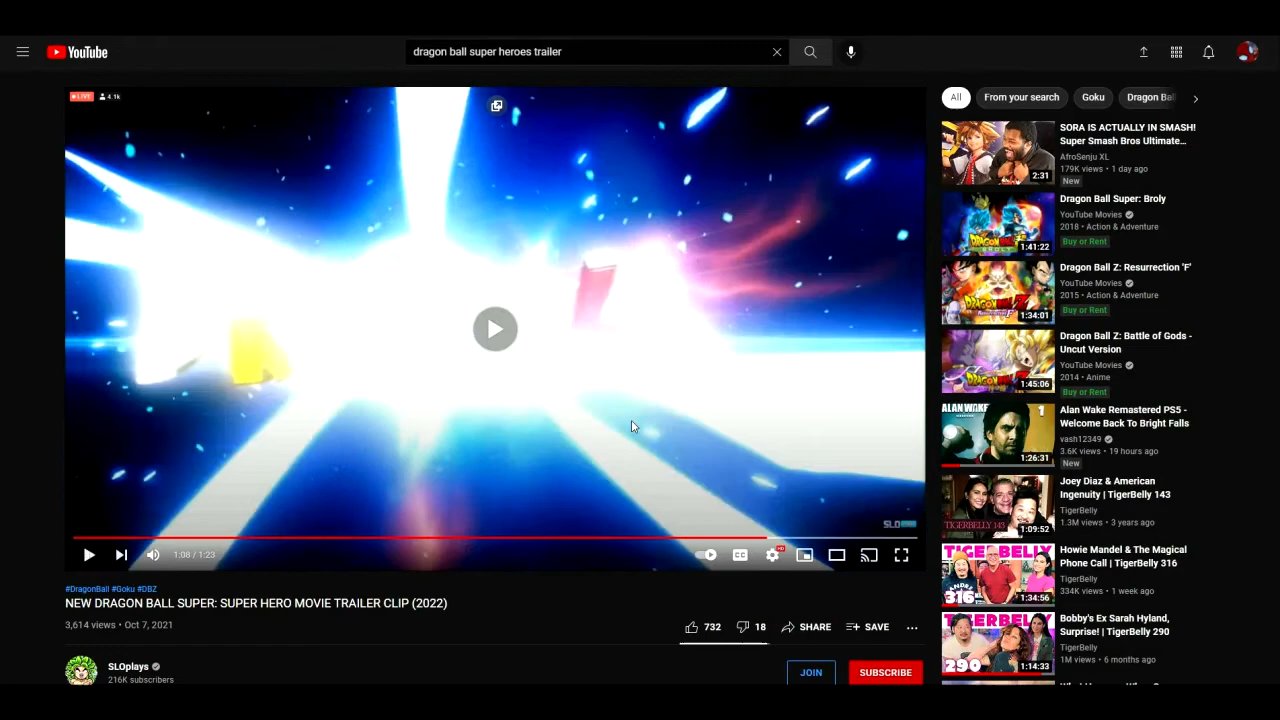 YouTube
dragon ball super heroes trailer
LIVE 4.1k
1:08 / 1:23
CC
HD
#DragonBall #Goku #DBZ
NEW DRAGON BALL SUPER: SUPER HERO MOVIE TRAILER CLIP (2022)
3,614 views • Oct 7, 2021
732
18
SHARE
SAVE
SLOplays
216K subscribers
JOIN
SUBSCRIBE
All
From your search
Goku
Dragon Bal
SORA IS ACTUALLY IN SMASH!
Super Smash Bros Ultimate...
AfroSenju XL
179K views • 1 day ago
New
2:31
Dragon Ball Super: Broly
YouTube Movies
2018 • Action & Adventure
Buy or Rent
1:41:22
Dragon Ball Z: Resurrection 'F'
YouTube Movies
2015 • Action & Adventure
Buy or Rent
1:34:01
Dragon Ball Z: Battle of Gods -
Uncut Version
YouTube Movies
2014 • Anime
Buy or Rent
1:45:06
ALAN WAKE
1
Alan Wake Remastered PS5 -
Welcome Back To Bright Falls
vash12349
3.6K views • 19 hours ago
New
1:26:31
Joey Diaz & American
Ingenuity | TigerBelly 143
TigerBelly
1.3M views • 3 years ago
TIGERBELLY 143
1:09:52
TIGERBELLY
316
Howie Mandel & The Magical
Phone Call | TigerBelly 316
TigerBelly
334K views • 1 week ago
1:34:56
TIGERBELLY
290
Bobby's Ex Sarah Hyland,
Surprise! | TigerBelly 290
TigerBelly
1M views • 6 months ago
1:14:33